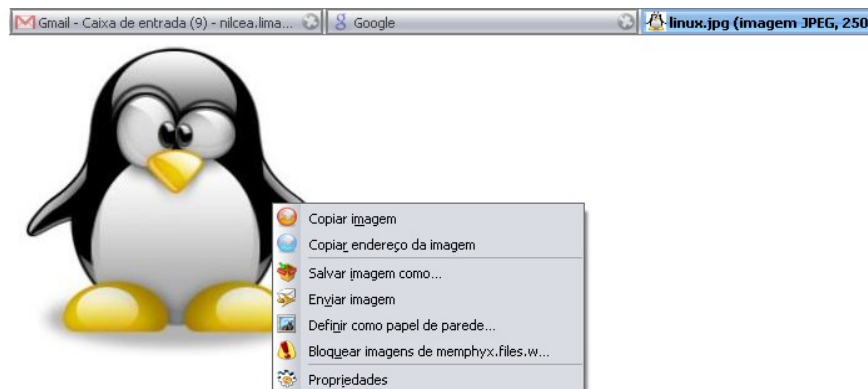 Gmail - Caixa de entrada (9) - nilcea.lima... Google linux.jpg (imagem JPEG, 250
Copiar imagem
Copiar endereço da imagem
Salvar imagem como...
Enviar imagem
Definir como papel de parede...
Bloquear imagens de memphyx.files.w...
Propriedades